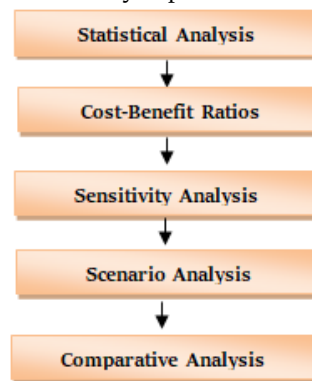 Statistical Analysis
Cost-Benefit Ratios
Sensitivity Analysis
Scenario Analysis
Comparative Analysis